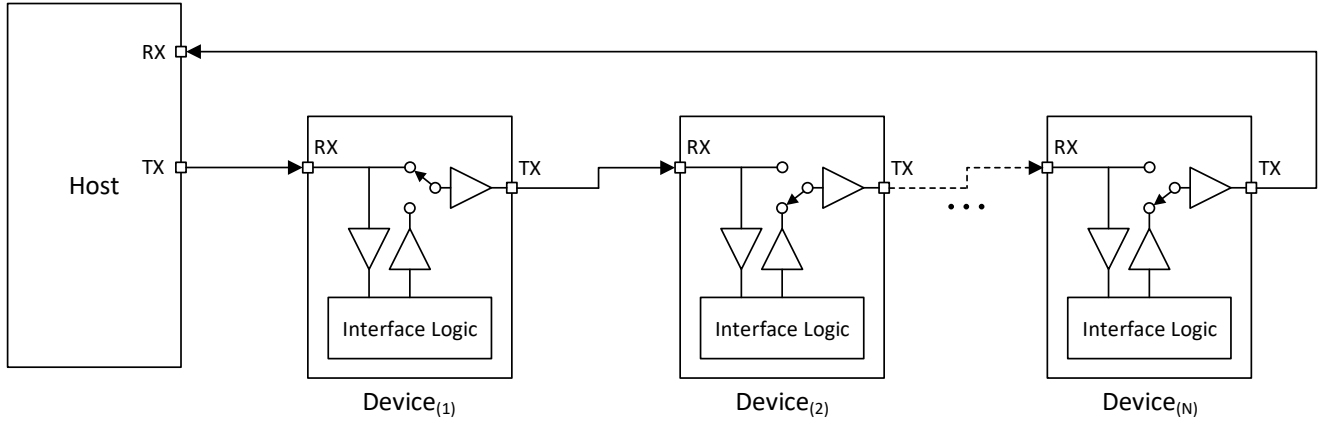 RX
Host
TX
RX
TX
Interface Logic
Device(1)
RX
TX
Interface Logic
Device(2)
...
RX
TX
Interface Logic
Device(N)